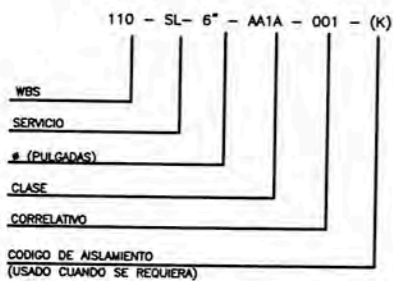 110 - SL- 6" - AA1A - 001 - (K)
WBS
SERVICIO
ø (PULGADAS)
CLASE
CORRELATIVO
CODIGO DE AISLAMIENTO
(USADO CUANDO SE REQUIERA)